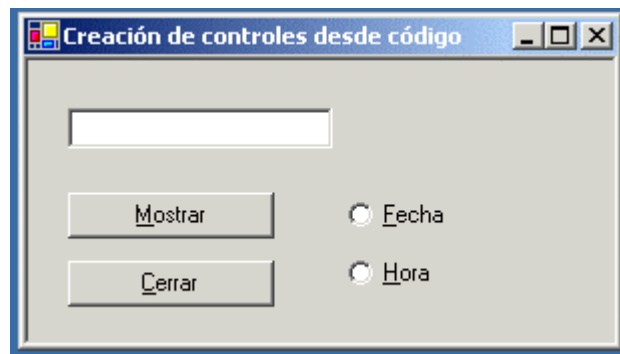 Creación de controles desde código
Mostrar
Fecha
Cerrar
Hora